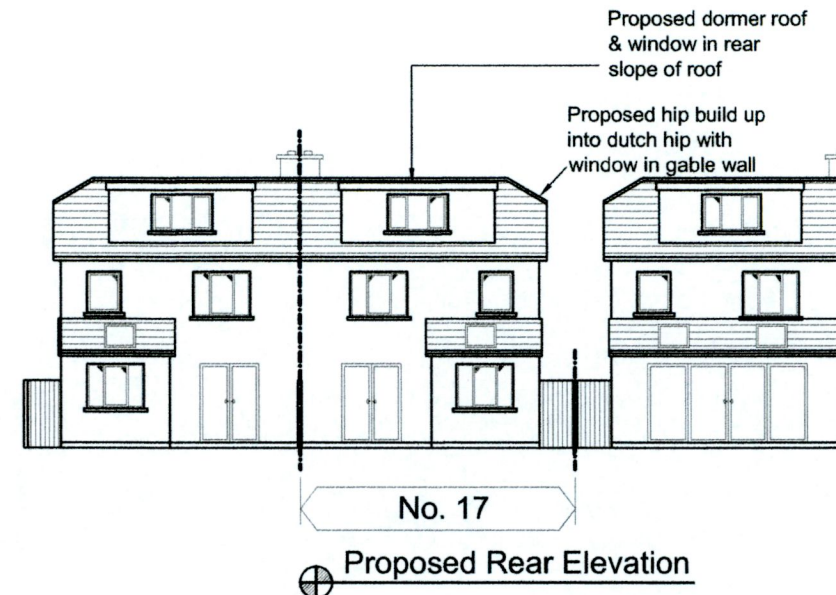 Proposed dormer roof
& window in rear
slope of roof
Proposed hip build up
into dutch hip with
window in gable wall
No. 17
Proposed Rear Elevation